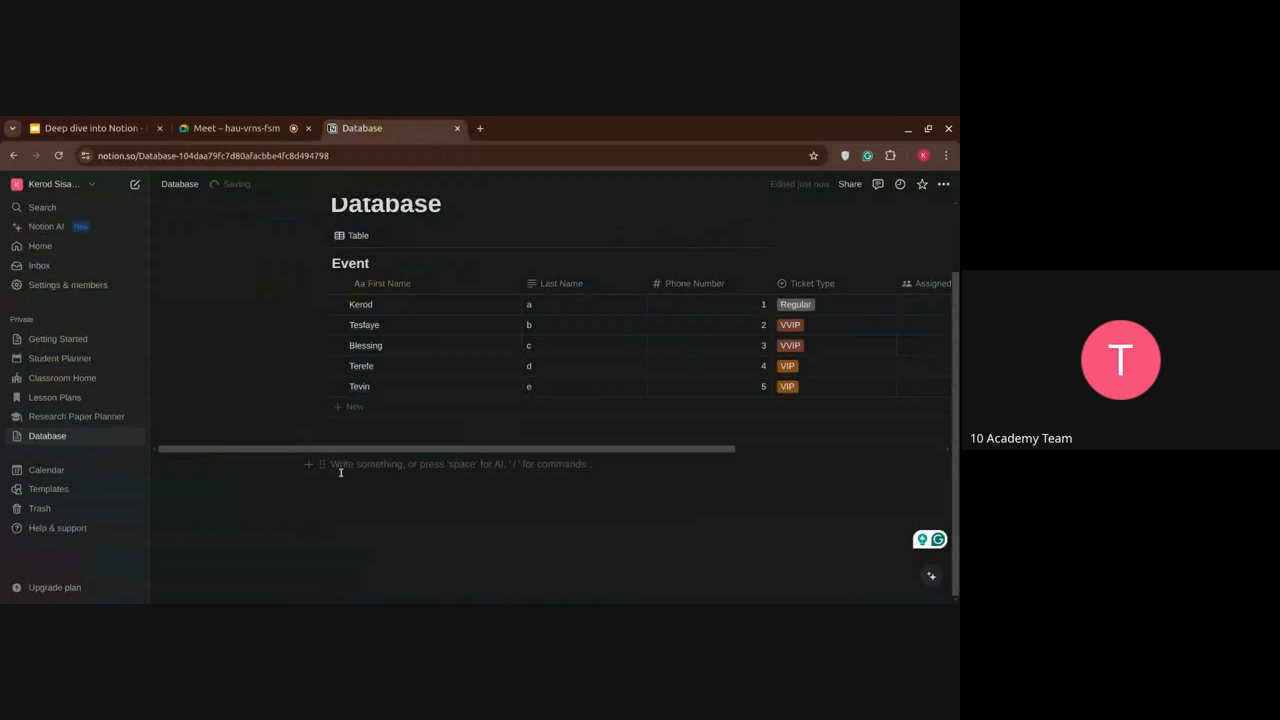 Deep dive into Notion -
Meet – hau-vrns-fsm
Database
notion.so/Database-104daa79fc7d80afacbbe4fc8d494798
K
k Kerod Sisa...
Database
Saving...
Edited just now
Share
Search
Notion AI New
Home
Inbox
Settings & members
Private
Getting Started
Student Planner
Classroom Home
Lesson Plans
Research Paper Planner
Database
Calendar
Templates
Trash
Help & support
Upgrade plan
Database
Table
Event
Aa First Name Last Name # Phone Number Ticket Type Assigned
Kerod a 1 Regular
Tesfaye b 2 VVIP
Blessing c 3 VVIP
Terefe d 4 VIP
Tevin e 5 VIP
+ New
Write something, or press 'space' for AI, '/' for commands...
T
10 Academy Team